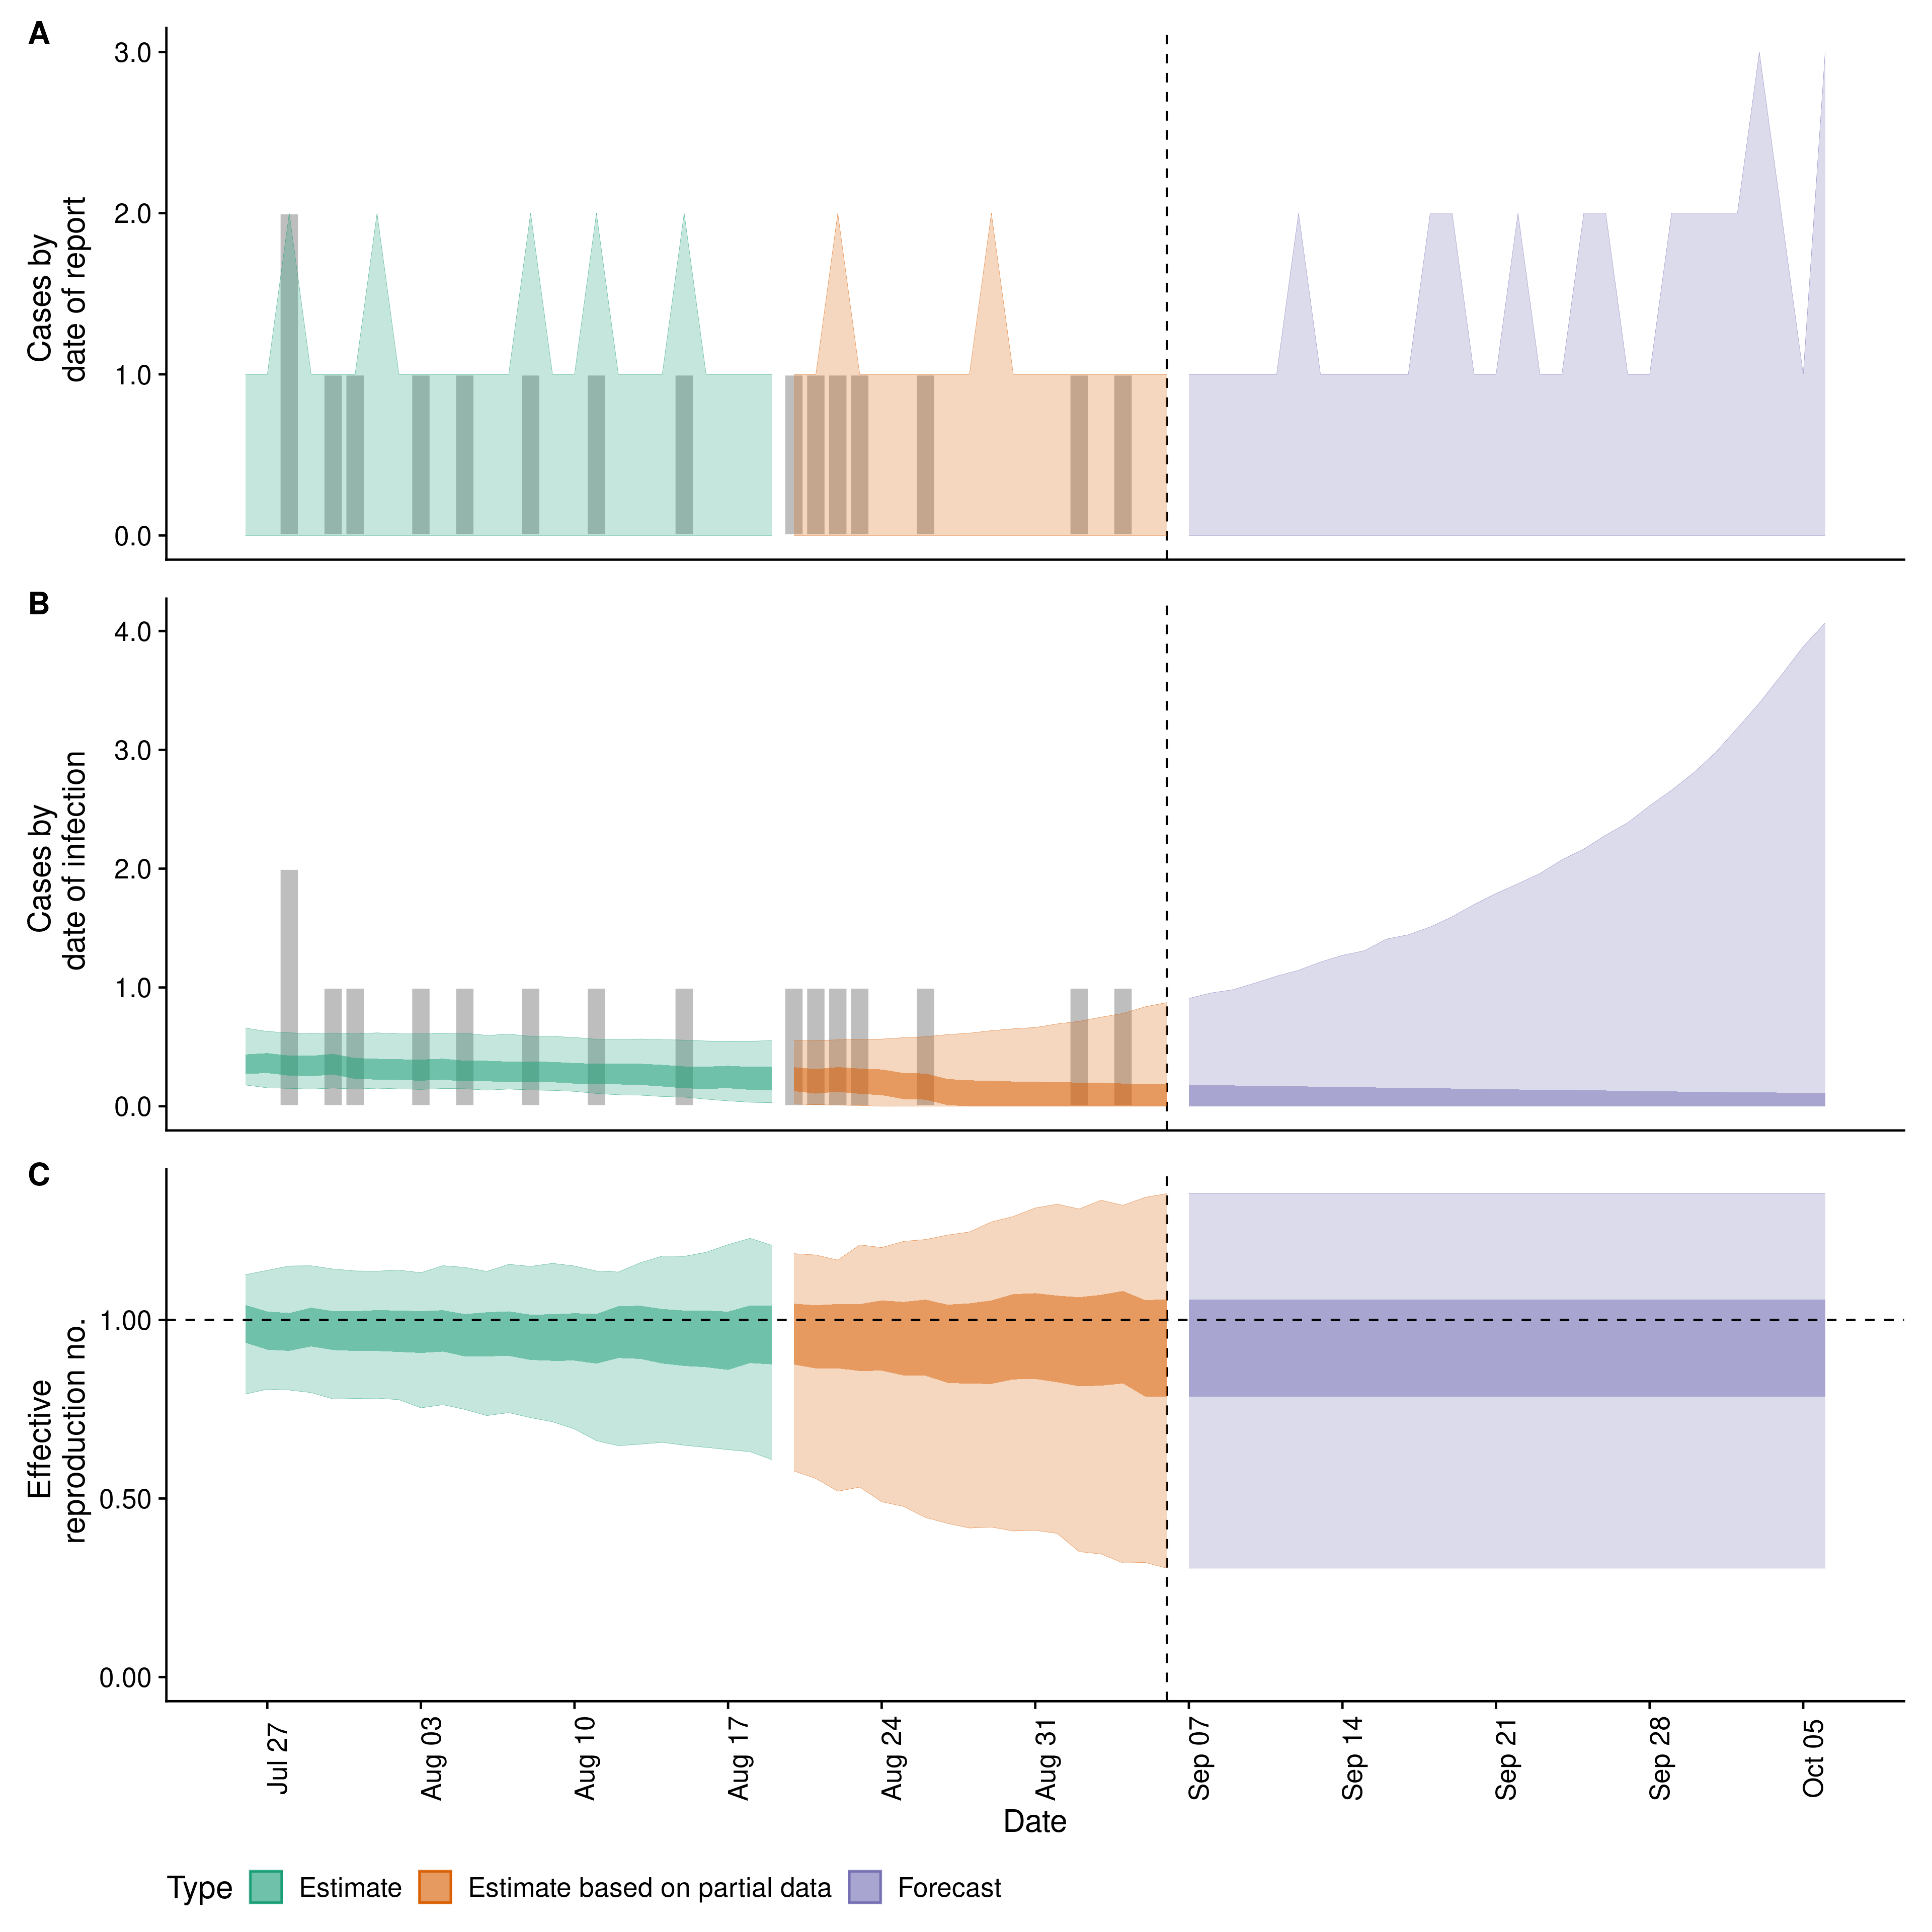 A
Cases by
date of report
3.0
2.0
1.0
0.0
B
Cases by
date of infection
4.0
3.0
2.0
1.0
0.0
C
Effective
reproduction no.
1.00
0.50
0.00
Jul 27
Aug 03
Aug 10
Aug 17
Aug 24
Aug 31
Sep 07
Sep 14
Sep 21
Sep 28
Oct 05
Date
Type Estimate Estimate based on partial data Forecast